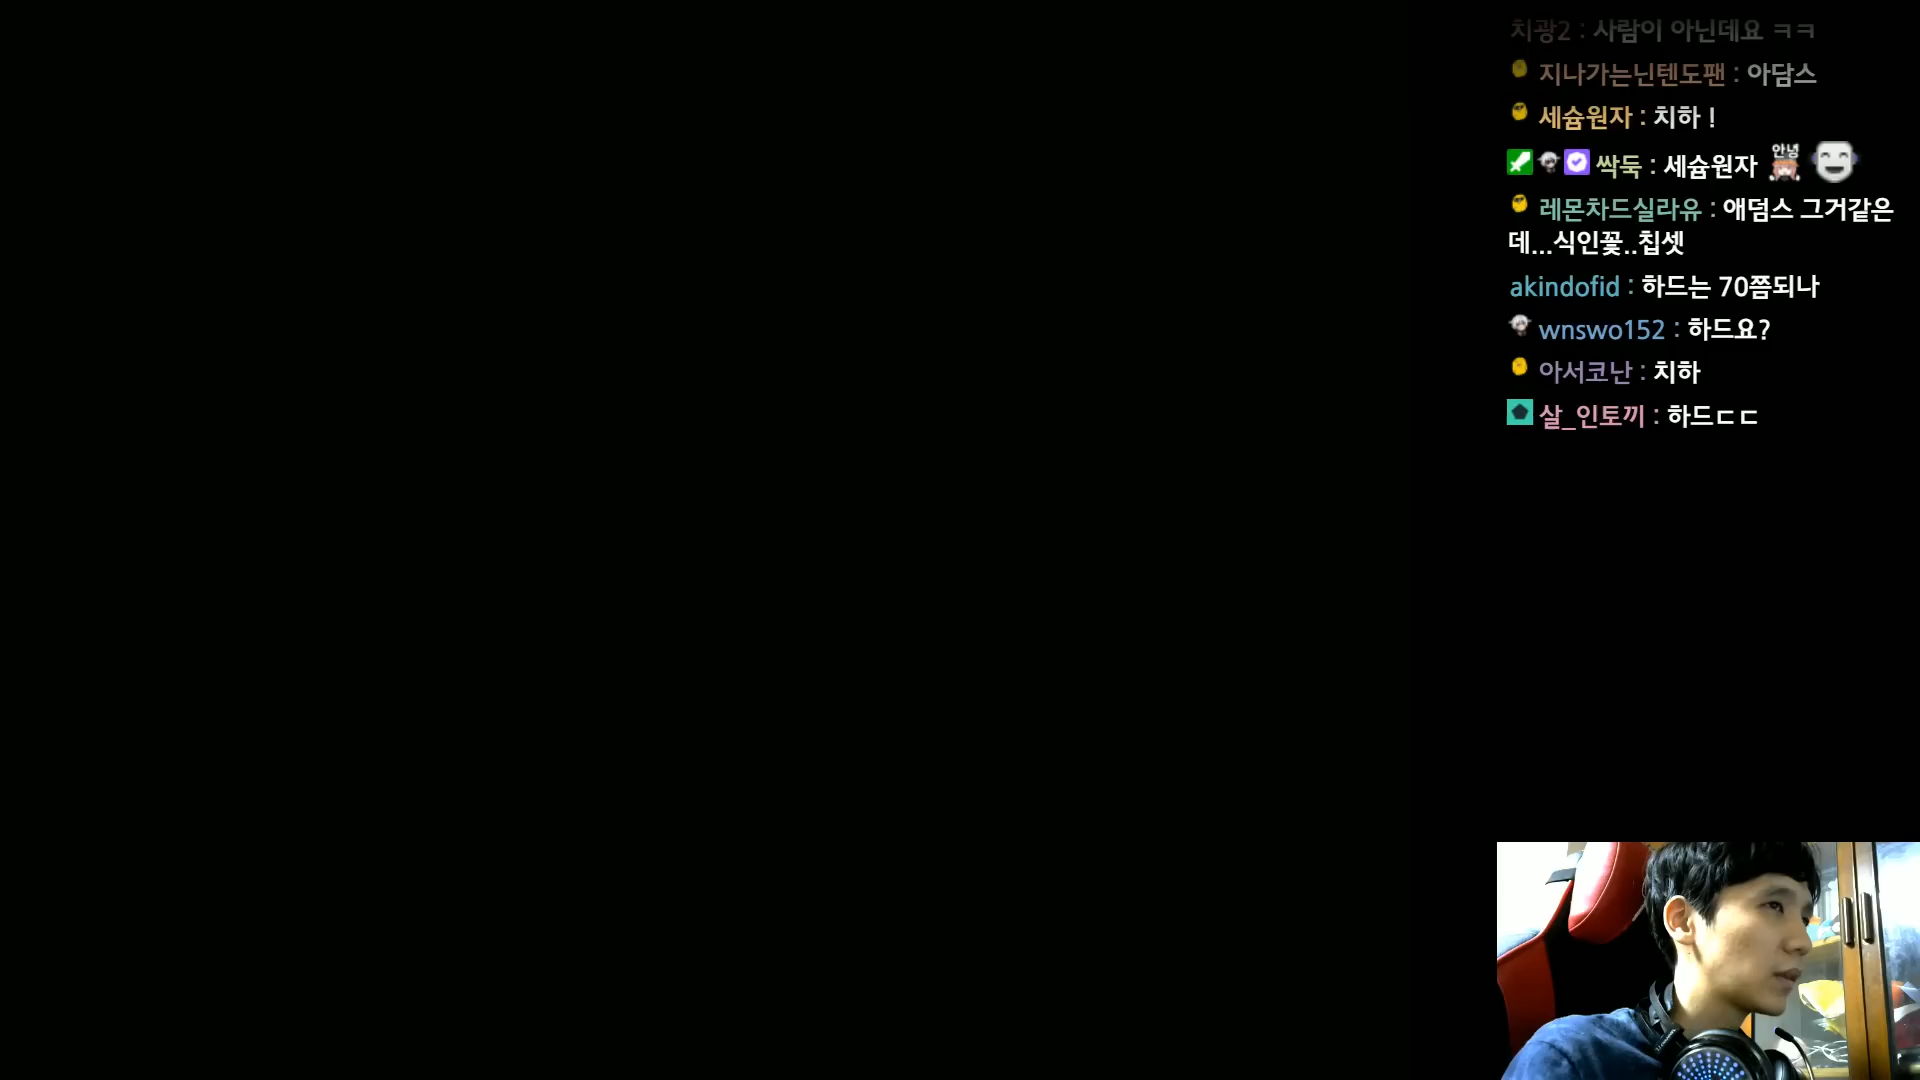 치광2 : 사람이 아닌데요 ㅋㅋ
지나가는닌텐도팬 : 아담스
세슘원자 : 치하 !
싹둑 : 세슘원자 안녕
레몬차드실라유 : 애덤스 그거같은
데...식인꽃..칩셋
akindofid : 하드는 70쯤되나
wnswo152 : 하드요?
아서코난 : 치하
살_인토끼 : 하드ㄷㄷ